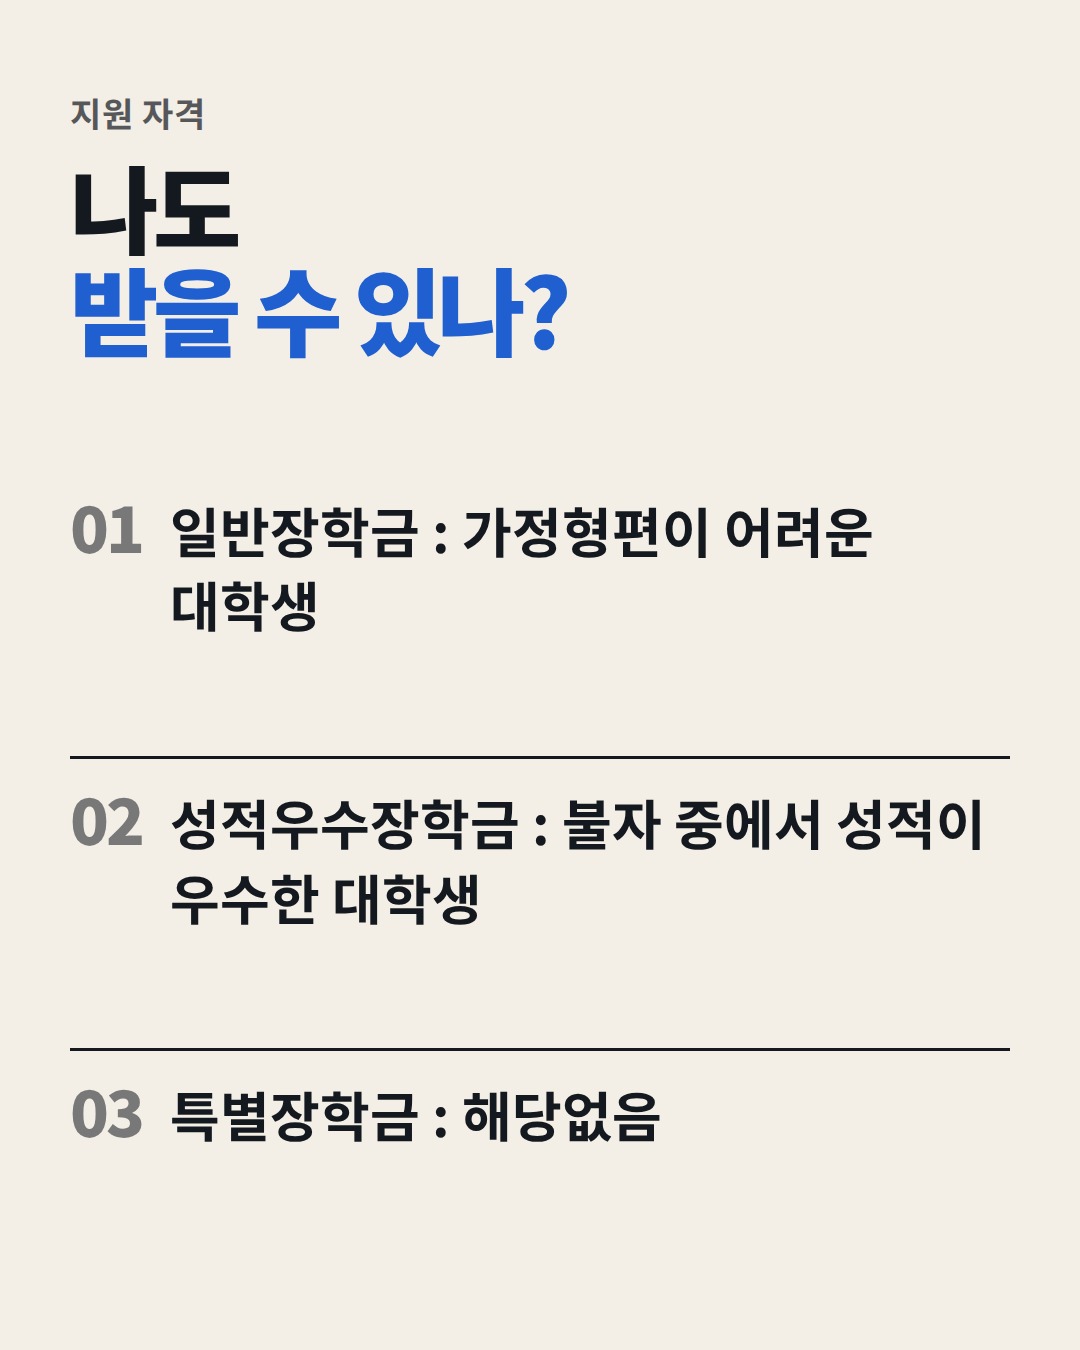 지원 자격
나도
받을 수 있나?
01 일반장학금 : 가정형편이 어려운
대학생
02 성적우수장학금 : 불자 중에서 성적이
우수한 대학생
03 특별장학금 : 해당없음